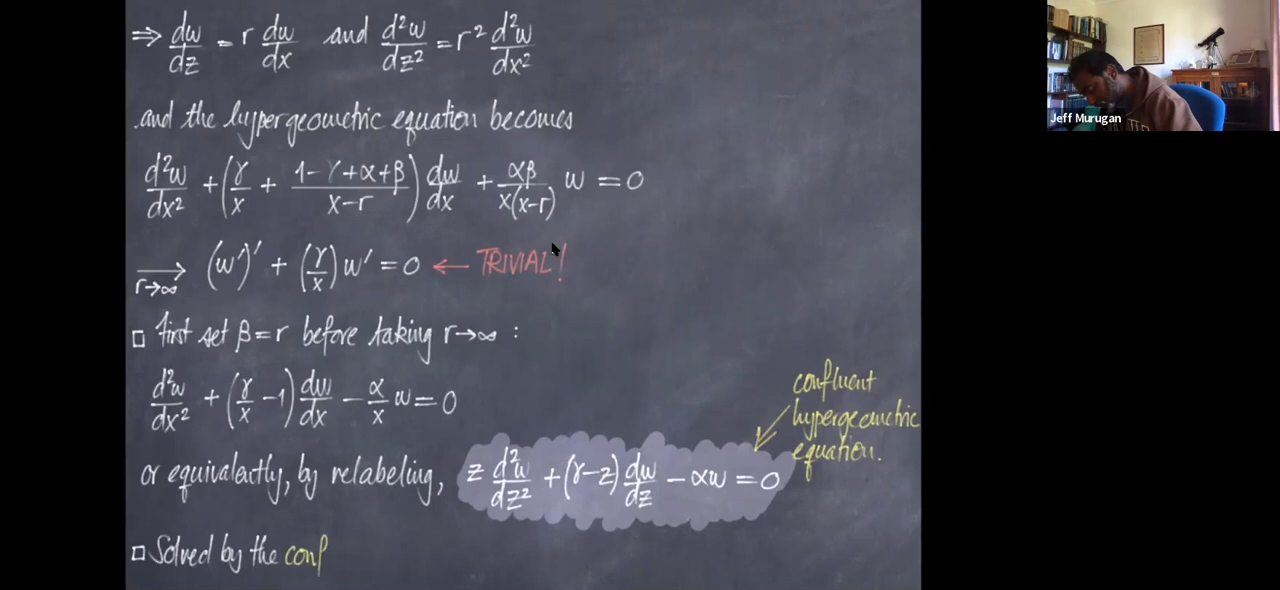 ⇒ dw/dz = r dw/dx and d²w/dz² = r² d²w/dx²
and the hypergeometric equation becomes
d²w/dx² + (γ/x + (1-γ+α+β)/(x-r)) dw/dx + αβ/(x(x-r)) w = 0
→ r→∞ (w')' + (γ/x) w' = 0 ← TRIVIAL!
□ First set β=r before taking r→∞ :
d²w/dx² + (γ/x - 1) dw/dx - α/x w = 0
confluent
hypergeometric
equation.
or equivalently, by relabeling, z d²w/dz² + (γ-z) dw/dz - αw = 0
□ Solved by the conf
Jeff Murugan